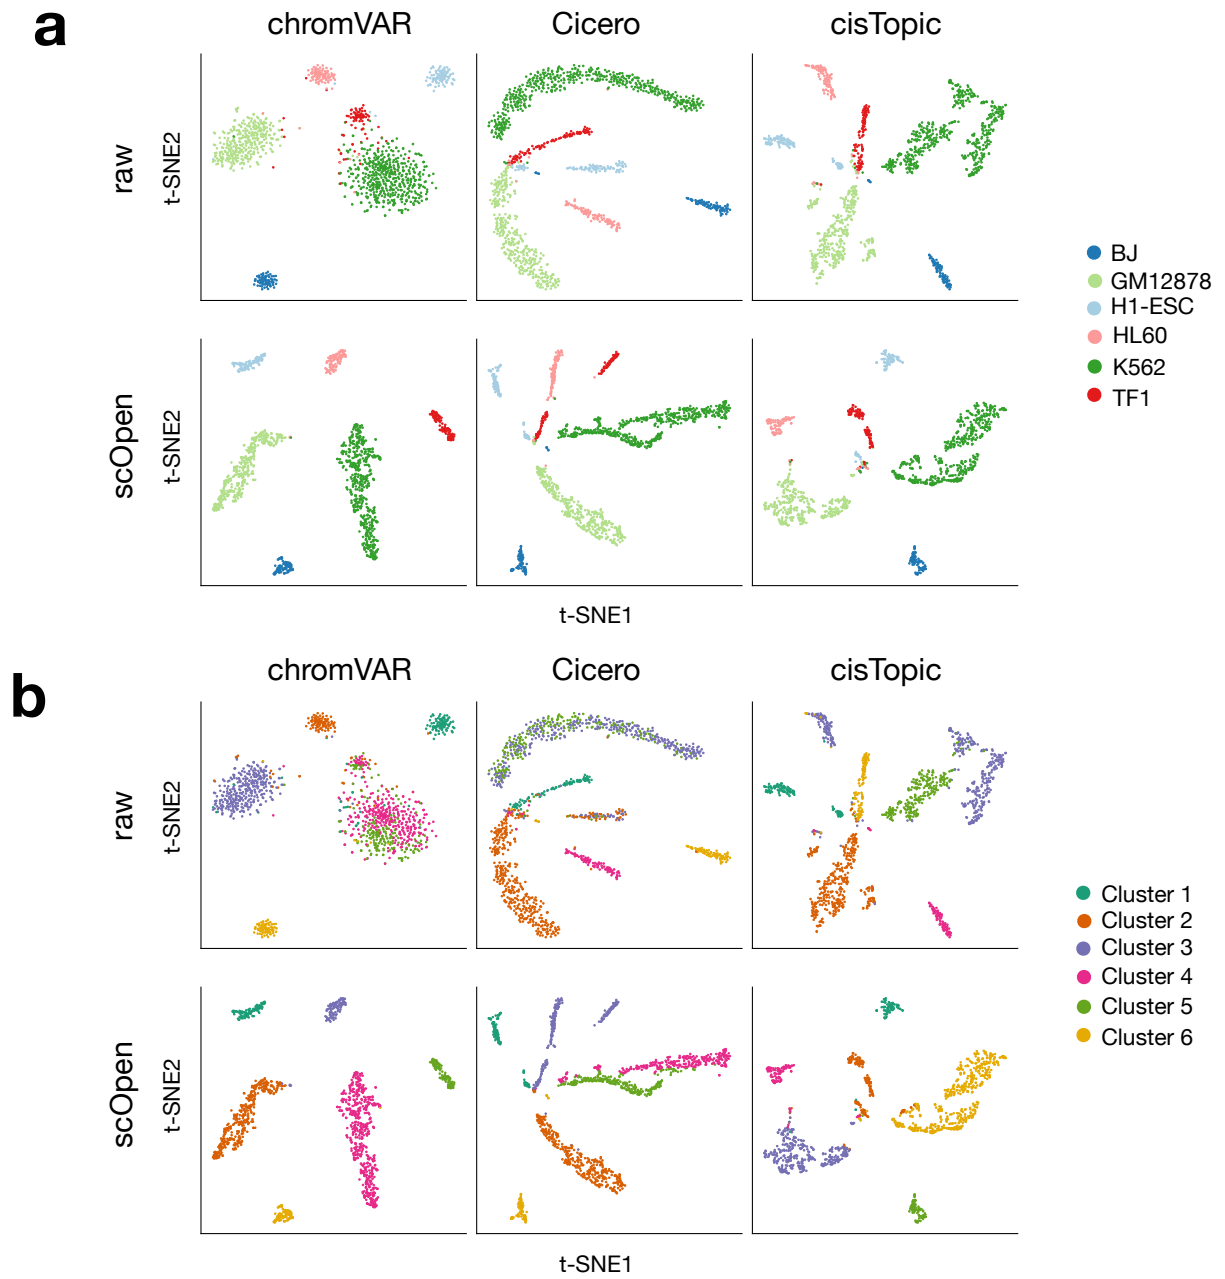 a
chromVAR
Cicero
cisTopic
raw
t-SNE2
scOpen
t-SNE2
t-SNE1
BJ
GM12878
H1-ESC
HL60
K562
TF1
b
chromVAR
Cicero
cisTopic
raw
t-SNE2
scOpen
t-SNE2
t-SNE1
Cluster 1
Cluster 2
Cluster 3
Cluster 4
Cluster 5
Cluster 6